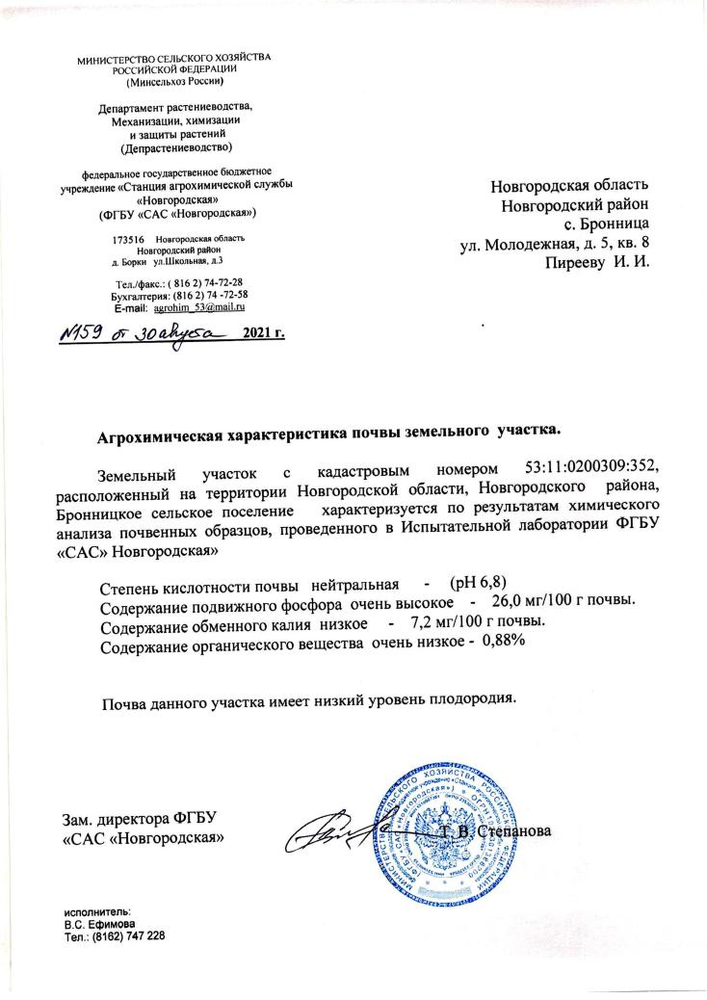 МИНИСТЕРСТВО СЕЛЬСКОГО ХОЗЯЙСТВА
РОССИЙСКОЙ ФЕДЕРАЦИИ
(Минсельхоз России)
Департамент растениеводства,
Механизации, химизации
и защиты растений
(Депрастениеводство)
федеральное государственное бюджетное
учреждение «Станция агрохимической службы
«Новгородская»
(ФГБУ «САС «Новгородская»)
173516 Новгородская область
Новгородский район
д. Борки ул.Школьная, д.3
Тел./факс.: ( 816 2) 74-72-28
Бухгалтерия: (816 2) 74 -72-58
E-mail: agrohim_53@mail.ru
№159 от 30 августа 2021 г.
Новгородская область
Новгородский район
с. Бронница
ул. Молодежная, д. 5, кв. 8
Пирееву И. И.
Агрохимическая характеристика почвы земельного участка.
Земельный участок с кадастровым номером 53:11:0200309:352,
расположенный на территории Новгородской области, Новгородского района,
Бронницкое сельское поселение характеризуется по результатам химического
анализа почвенных образцов, проведенного в Испытательной лаборатории ФГБУ
«САС» Новгородская»
Степень кислотности почвы нейтральная - (pH 6,8)
Содержание подвижного фосфора очень высокое - 26,0 мг/100 г почвы.
Содержание обменного калия низкое - 7,2 мг/100 г почвы.
Содержание органического вещества очень низкое - 0,88%
Почва данного участка имеет низкий уровень плодородия.
Зам. директора ФГБУ
«САС «Новгородская»
Т. В. Степанова
МИНИСТЕРСТВО СЕЛЬСКОГО ХОЗЯЙСТВА РОССИЙСКОЙ ФЕДЕРАЦИИ
исполнитель:
В.С. Ефимова
Тел.: (8162) 747 228